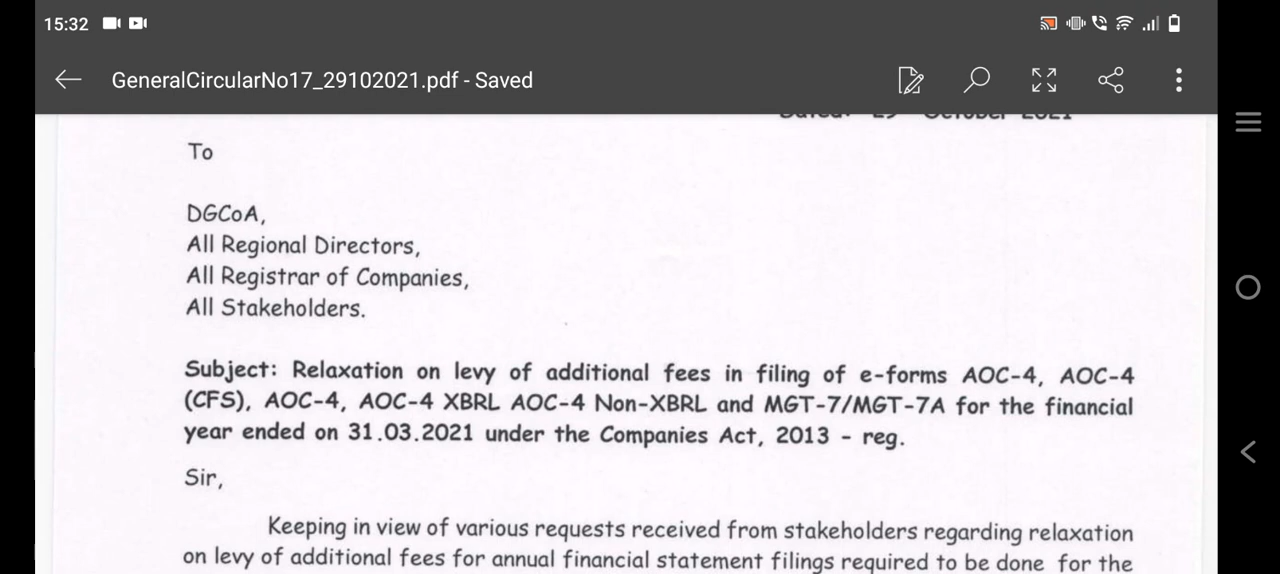 15:32
GeneralCircularNo17_29102021.pdf - Saved
Dated: 29 October 2021
To
DGCoA,
All Regional Directors,
All Registrar of Companies,
All Stakeholders.
Subject: Relaxation on levy of additional fees in filing of e-forms AOC-4, AOC-4
(CFS), AOC-4, AOC-4 XBRL AOC-4 Non-XBRL and MGT-7/MGT-7A for the financial
year ended on 31.03.2021 under the Companies Act, 2013 - reg.
Sir,
Keeping in view of various requests received from stakeholders regarding relaxation
on levy of additional fees for annual financial statement filings required to be done for the